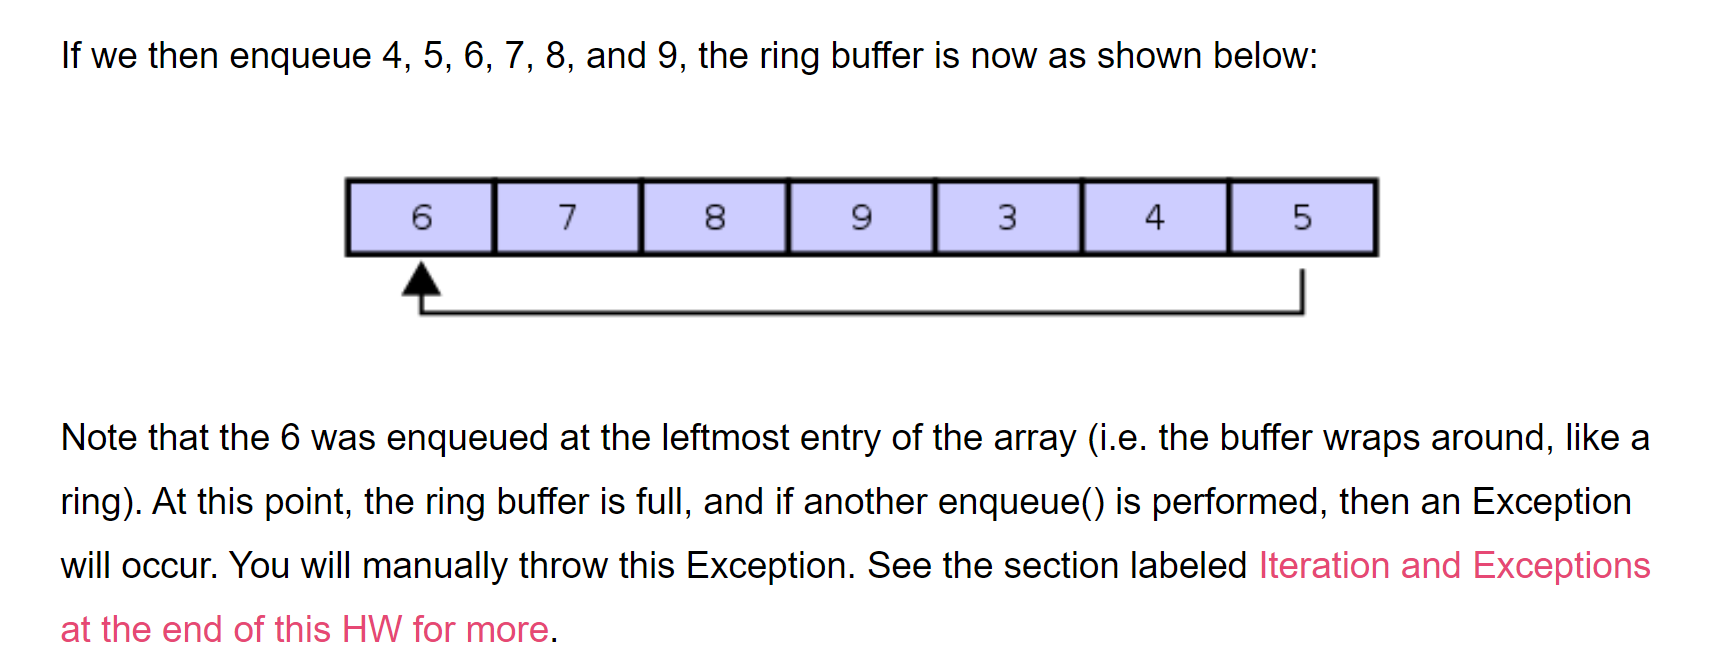 If we then enqueue 4, 5, 6, 7, 8, and 9, the ring buffer is now as shown below:
6 7 8 9 3 4 5
Note that the 6 was enqueued at the leftmost entry of the array (i.e. the buffer wraps around, like a
ring). At this point, the ring buffer is full, and if another enqueue() is performed, then an Exception
will occur. You will manually throw this Exception. See the section labeled Iteration and Exceptions
at the end of this HW for more.